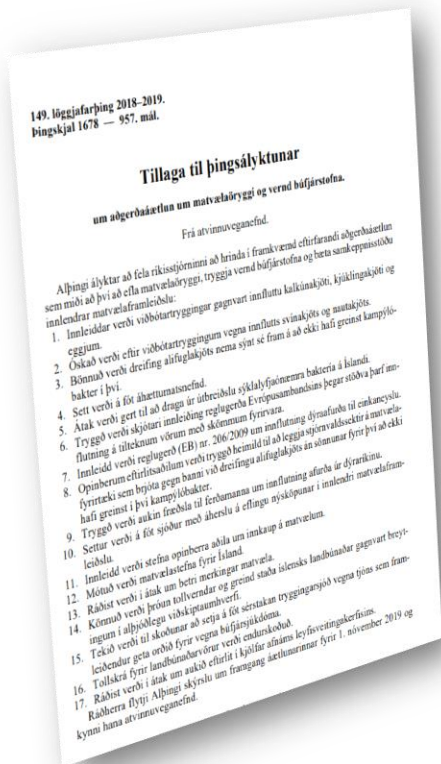 149. löggjafarþing 2018–2019.
Þingskjal 1678 — 957. mál.
Tillaga til þingsályktunar
um aðgerðaáætlun um matvælaöryggi og vernd búfjárstofna.
Frá atvinnuveganefnd.
Alþingi ályktar að fela ríkisstjórninni að hrinda í framkvæmd eftirfarandi aðgerðaáætlun
sem miði að því að efla matvælaöryggi, tryggja vernd búfjárstofna og bæta samkeppnisstöðu
innlendrar matvælaframleiðslu:
1. Innleiddar verði viðbótartryggingar gagnvart innfluttu kalkúnakjöti, kjúklingakjöti og
eggjum.
2. Óskað verði eftir viðbótartryggingum vegna innflutts svínakjöts og nautakjöts.
3. Bönnuð verði dreifing alifuglakjöts nema sýnt sé fram á að ekki hafi greinst kampýló-
bakter í því.
4. Sett verði á fót áhættumatsnefnd.
5. Átak verði gert til að draga úr útbreiðslu sýklalyfjaónæmra baktería á Íslandi.
6. Tryggð verði skjótari innleiðing reglugerða Evrópusambandsins þegar stöðva þarf inn-
flutning á tilteknum vörum með skömmum fyrirvara.
7. Innleidd verði reglugerð (EB) nr. 206/2009 um innflutning dýraafurða til einkaneyslu.
8. Opinberum eftirlitsaðilum verði tryggð heimild til að leggja stjórnvaldssektir á matvæla-
fyrirtæki sem brjóta gegn banni við dreifingu alifuglakjöts án sönnunar fyrir því að ekki
hafi greinst í því kampýlóbakter.
9. Tryggð verði aukin fræðsla til ferðamanna um innflutning afurða úr dýraríkinu.
10. Settur verði á fót sjóður með áherslu á eflingu nýsköpunar í innlendri matvælafram-
leiðslu.
11. Innleidd verði stefna opinberra aðila um innkaup á matvælum.
12. Mótuð verði matvælastefna fyrir Ísland.
13. Ráðist verði í átak um betri merkingar matvæla.
14. Könnuð verði þróun tollverndar og greind staða íslensks landbúnaðar gagnvart breyt-
ingum í alþjóðlegu viðskiptaumhverfi.
15. Tekið verði til skoðunar að setja á fót sérstakan tryggingarsjóð vegna tjóns sem fram-
leiðendur geta orðið fyrir vegna búfjársjúkdóma.
16. Tollskrá fyrir landbúnaðarvörur verði endurskoðuð.
17. Ráðist verði í átak um aukið eftirlit í kjölfar afnáms leyfisveitingakerfisins.
Ráðherra flytji Alþingi skýrslu um framgang áætlunarinnar fyrir 1. nóvember 2019 og
kynni hana atvinnuveganefnd.